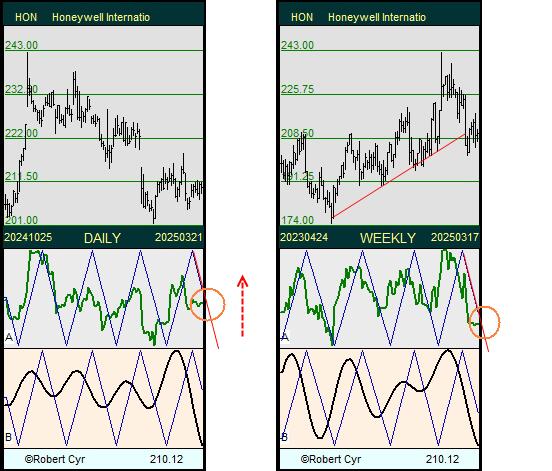 HON Honeywell Internatio
243.00
232.50
222.00
211.50
201.00
20241025 DAILY 20250321
A
B
©Robert Cyr 210.12
HON Honeywell Internatio
243.00
225.75
208.50
191.25
174.00
20230424 WEEKLY 20250317
A
B
©Robert Cyr 210.12